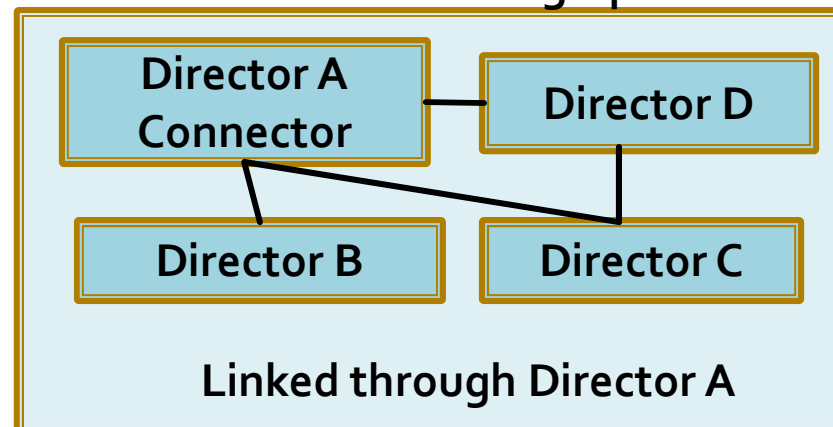 Director A
Connector
Director D
Director B
Director C
Linked through Director A